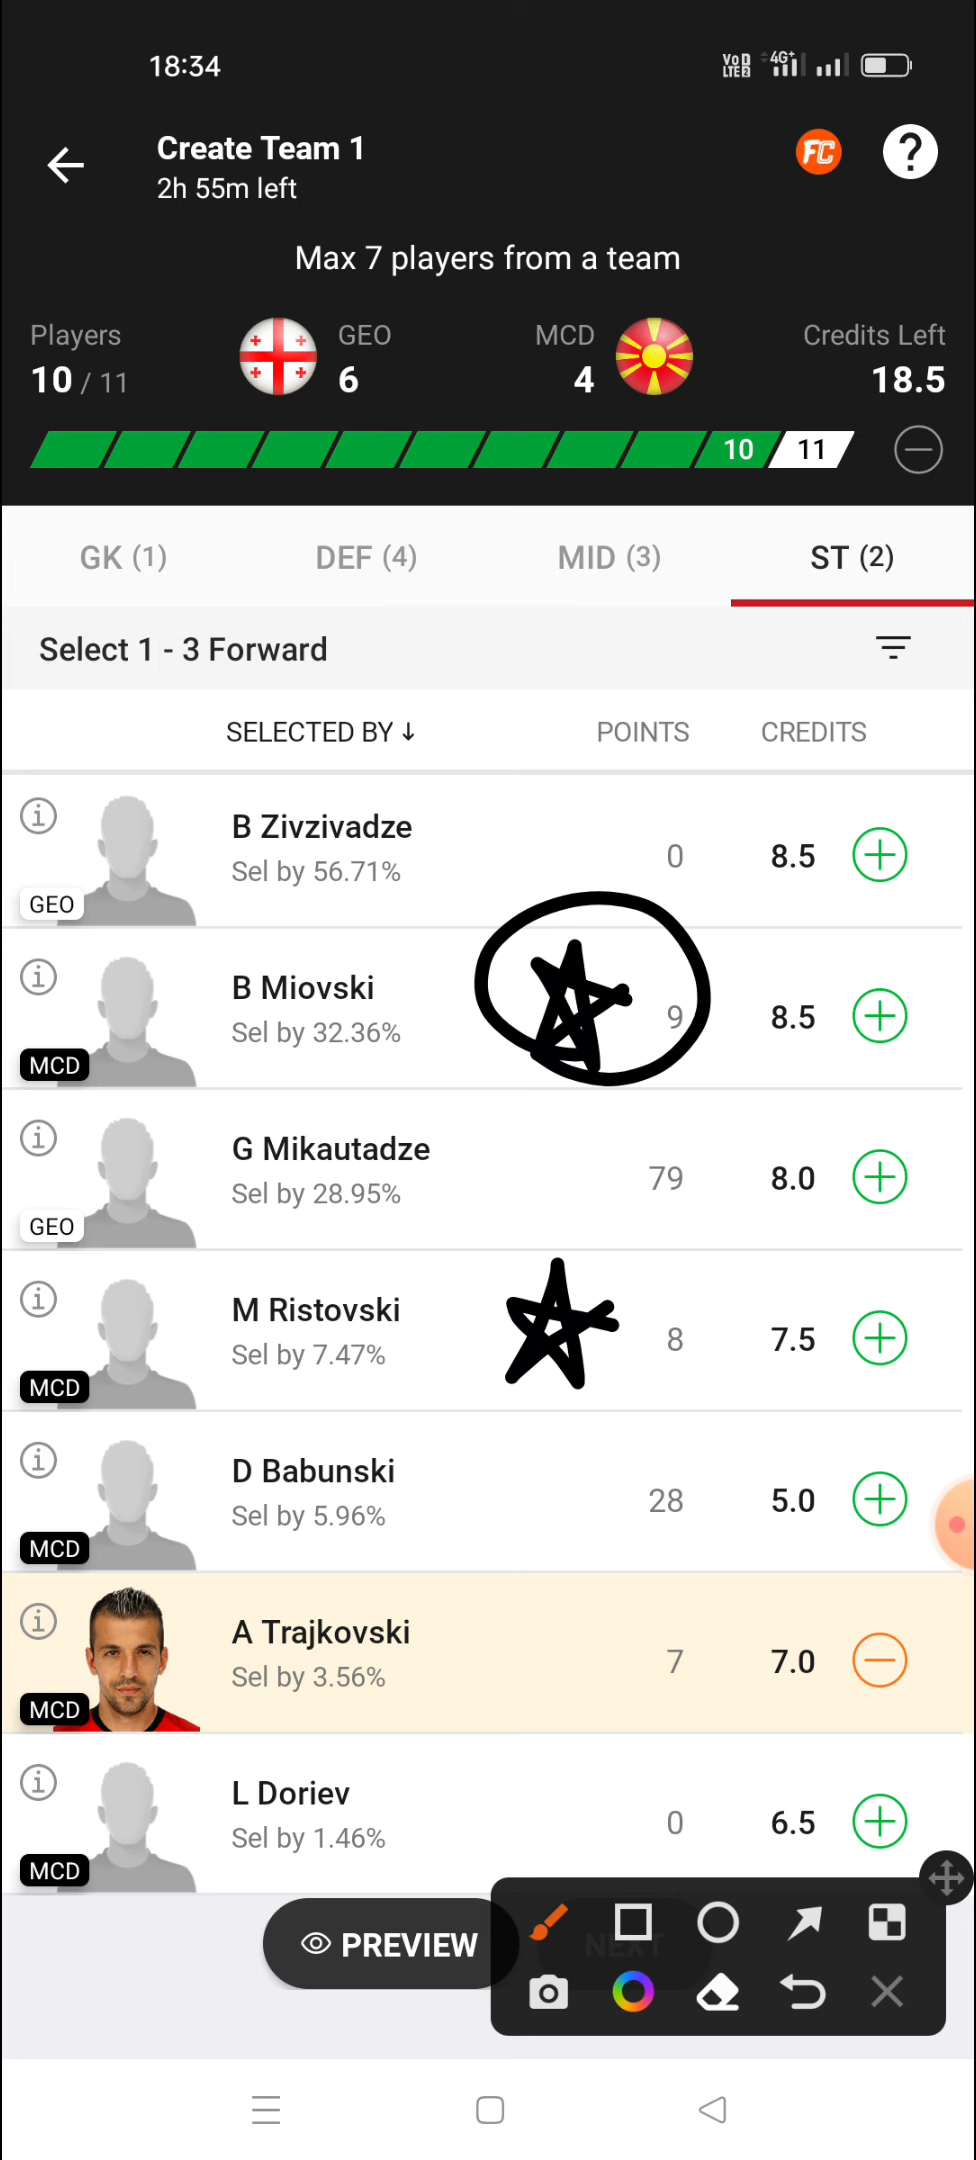 18:34
VoD LTE2 4G+
Create Team 1
2h 55m left
FC
?
Max 7 players from a team
Players
GEO
MCD
Credits Left
10 / 11
6
4
18.5
10 11
GK (1) DEF (4) MID (3) ST (2)
Select 1 - 3 Forward
SELECTED BY ↓ POINTS CREDITS
B Zivzivadze
Sel by 56.71%
0 8.5
GEO
B Miovski
Sel by 32.36%
9 8.5
MCD
G Mikautadze
Sel by 28.95%
79 8.0
GEO
M Ristovski
Sel by 7.47%
8 7.5
MCD
D Babunski
Sel by 5.96%
28 5.0
MCD
A Trajkovski
Sel by 3.56%
7 7.0
MCD
L Doriev
Sel by 1.46%
0 6.5
MCD
PREVIEW
NEXT